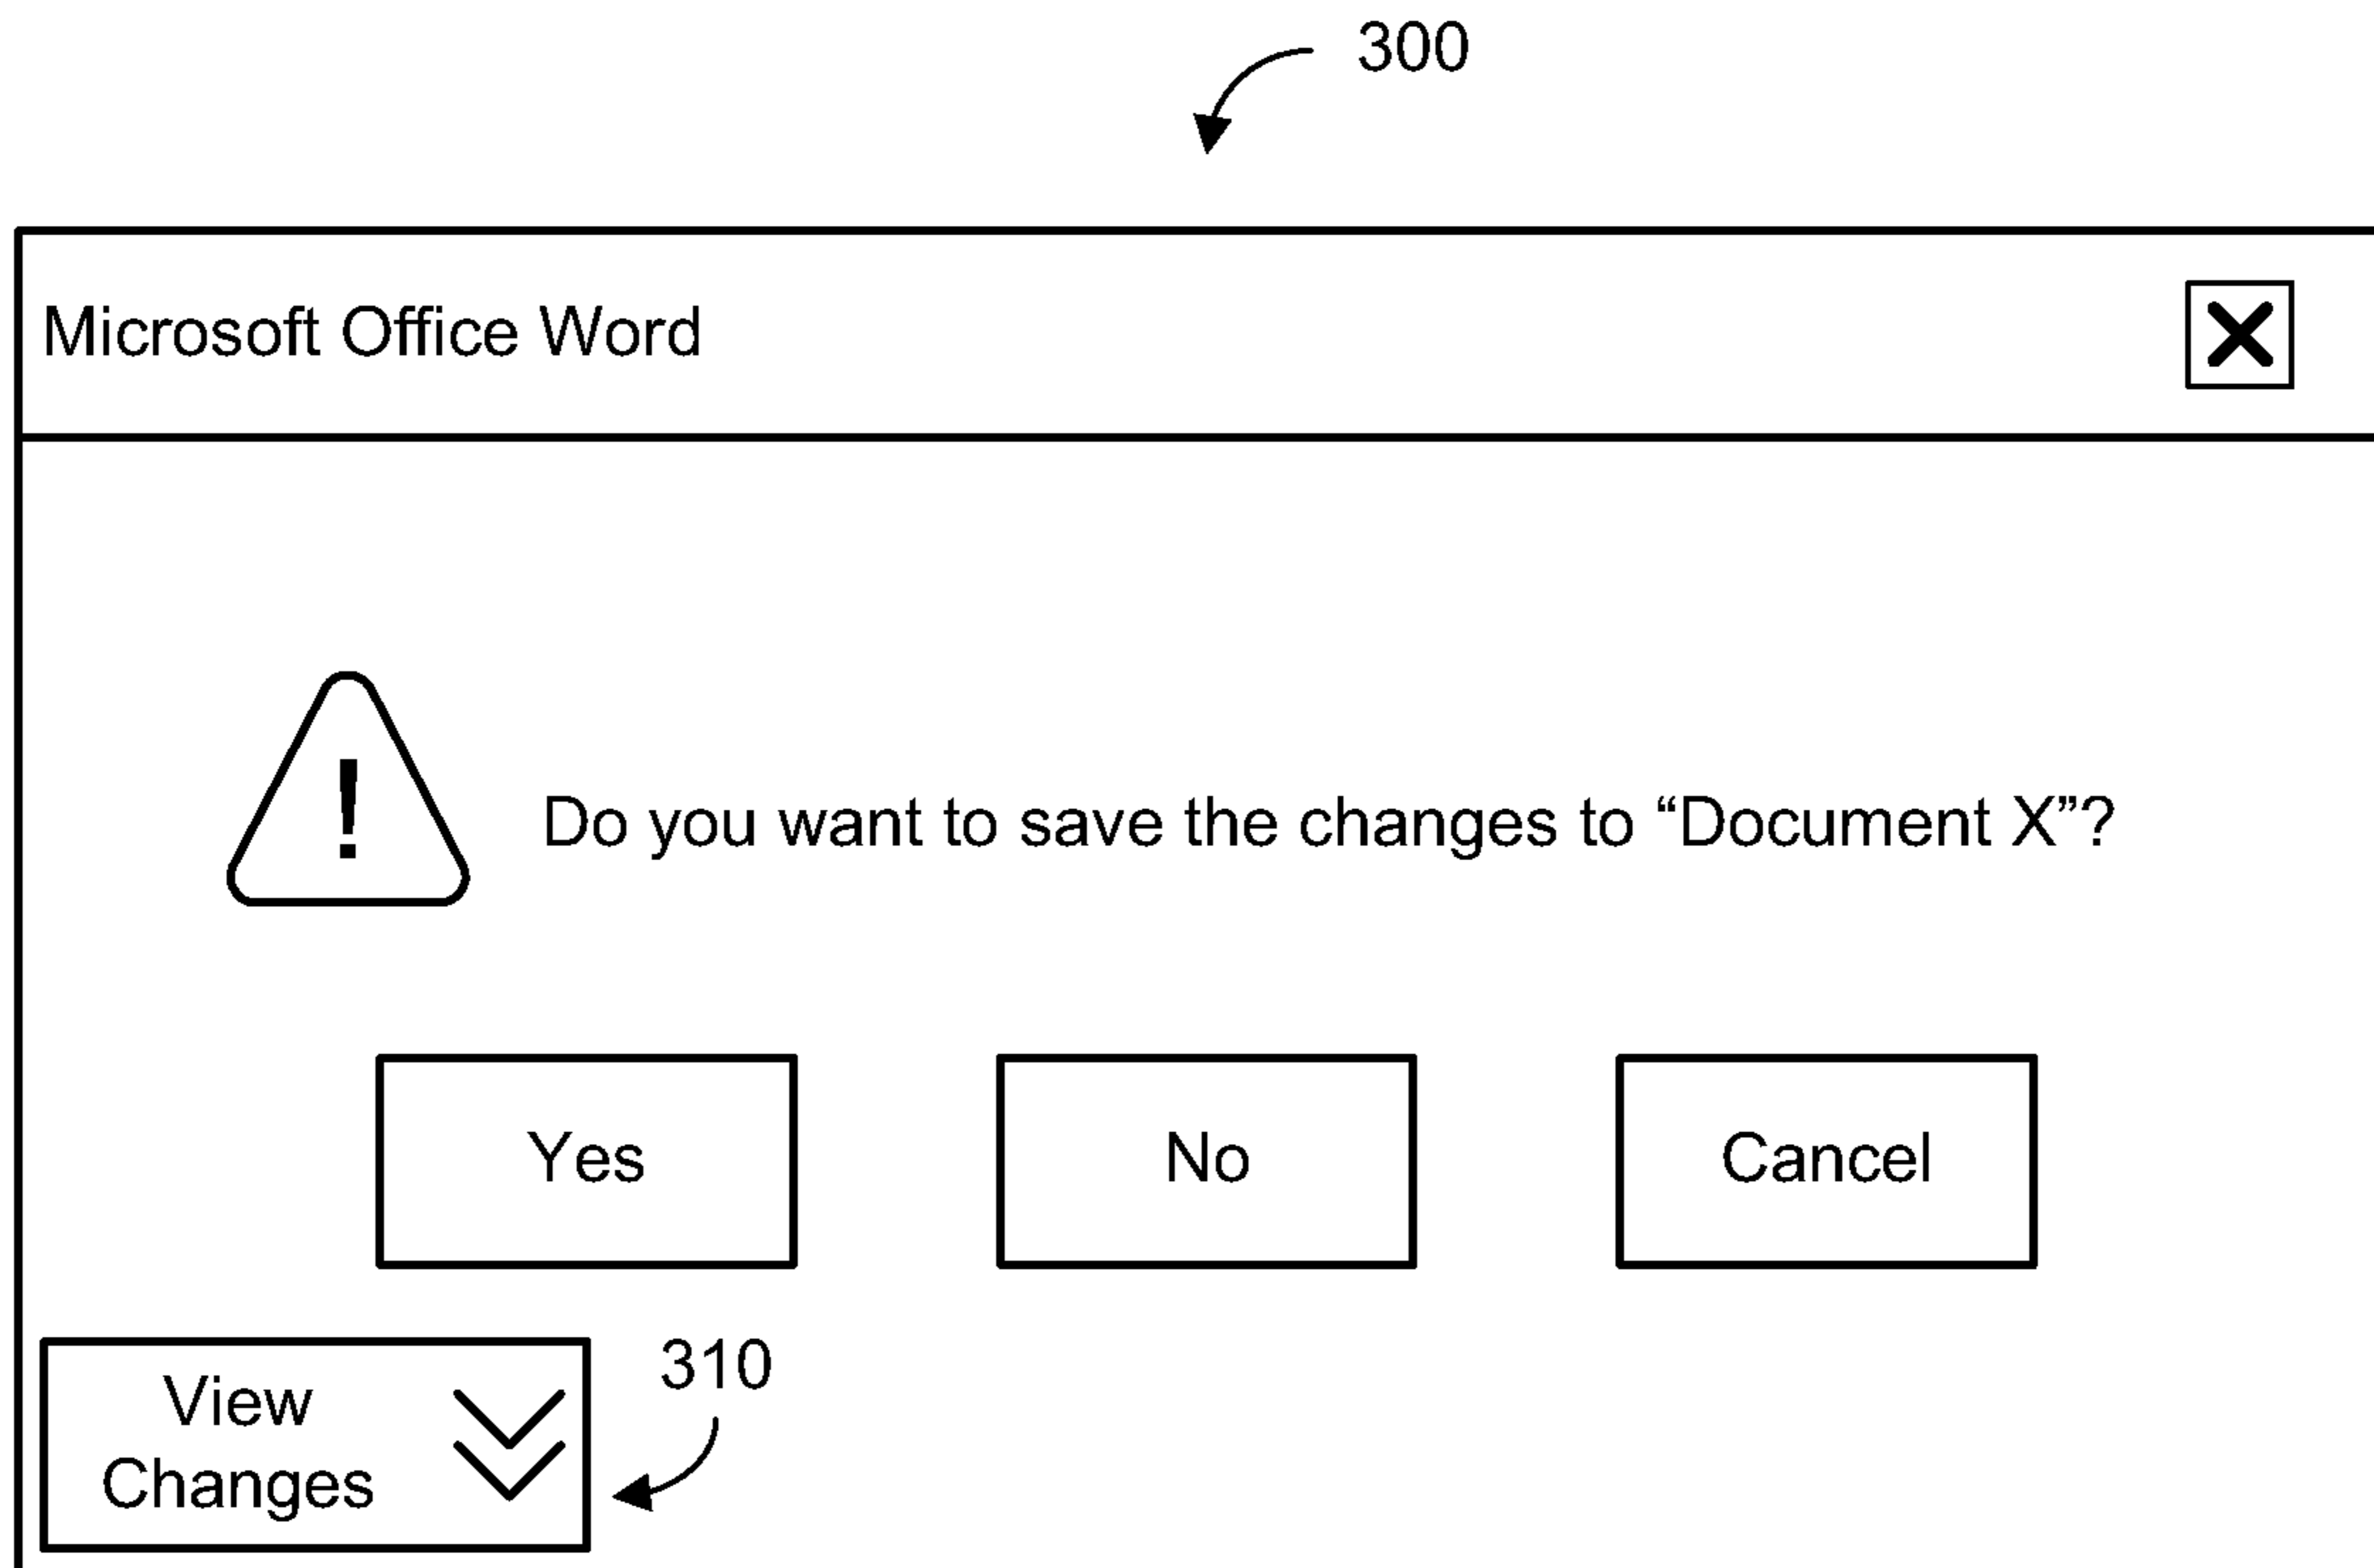 300
Microsoft Office Word
!
Do you want to save the changes to “Document X”?
Yes
No
Cancel
View
Changes
310